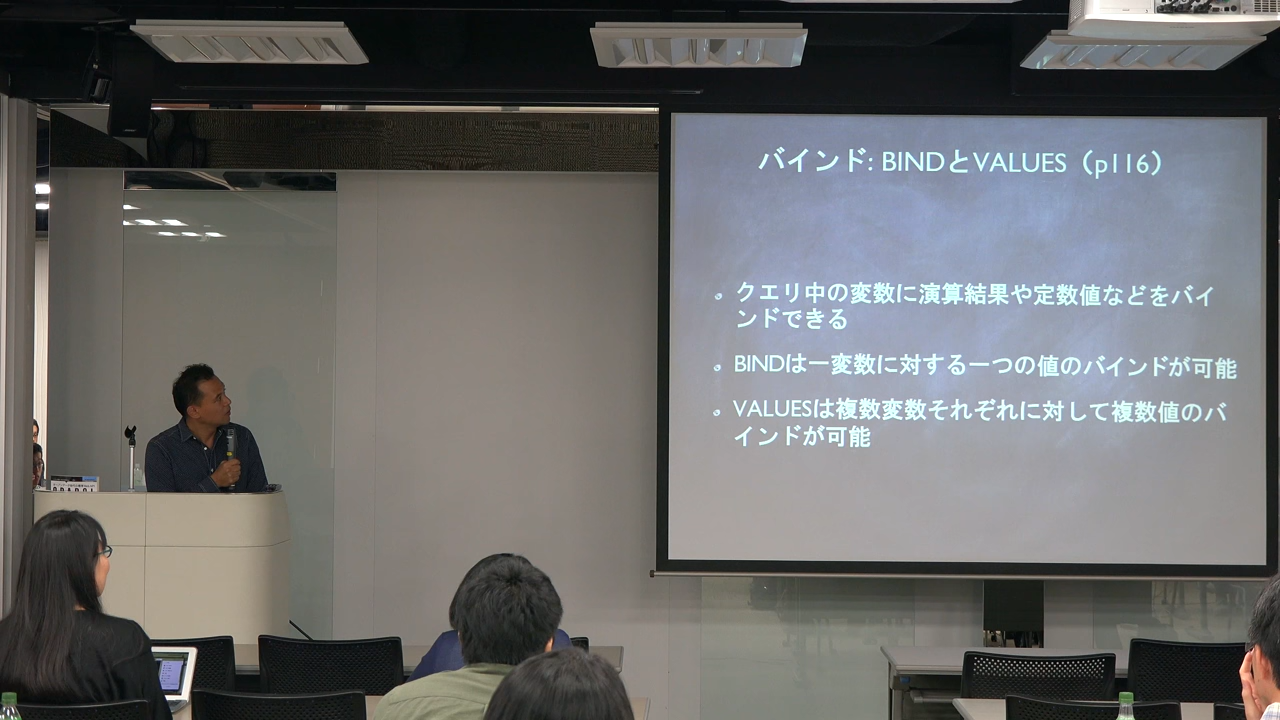 バインド: BINDとVALUES（p116）
クエリ中の変数に演算結果や定数値などをバイ
ンドできる
BINDは一変数に対する一つの値のバインドが可能
VALUESは複数変数それぞれに対して複数値のバ
インドが可能